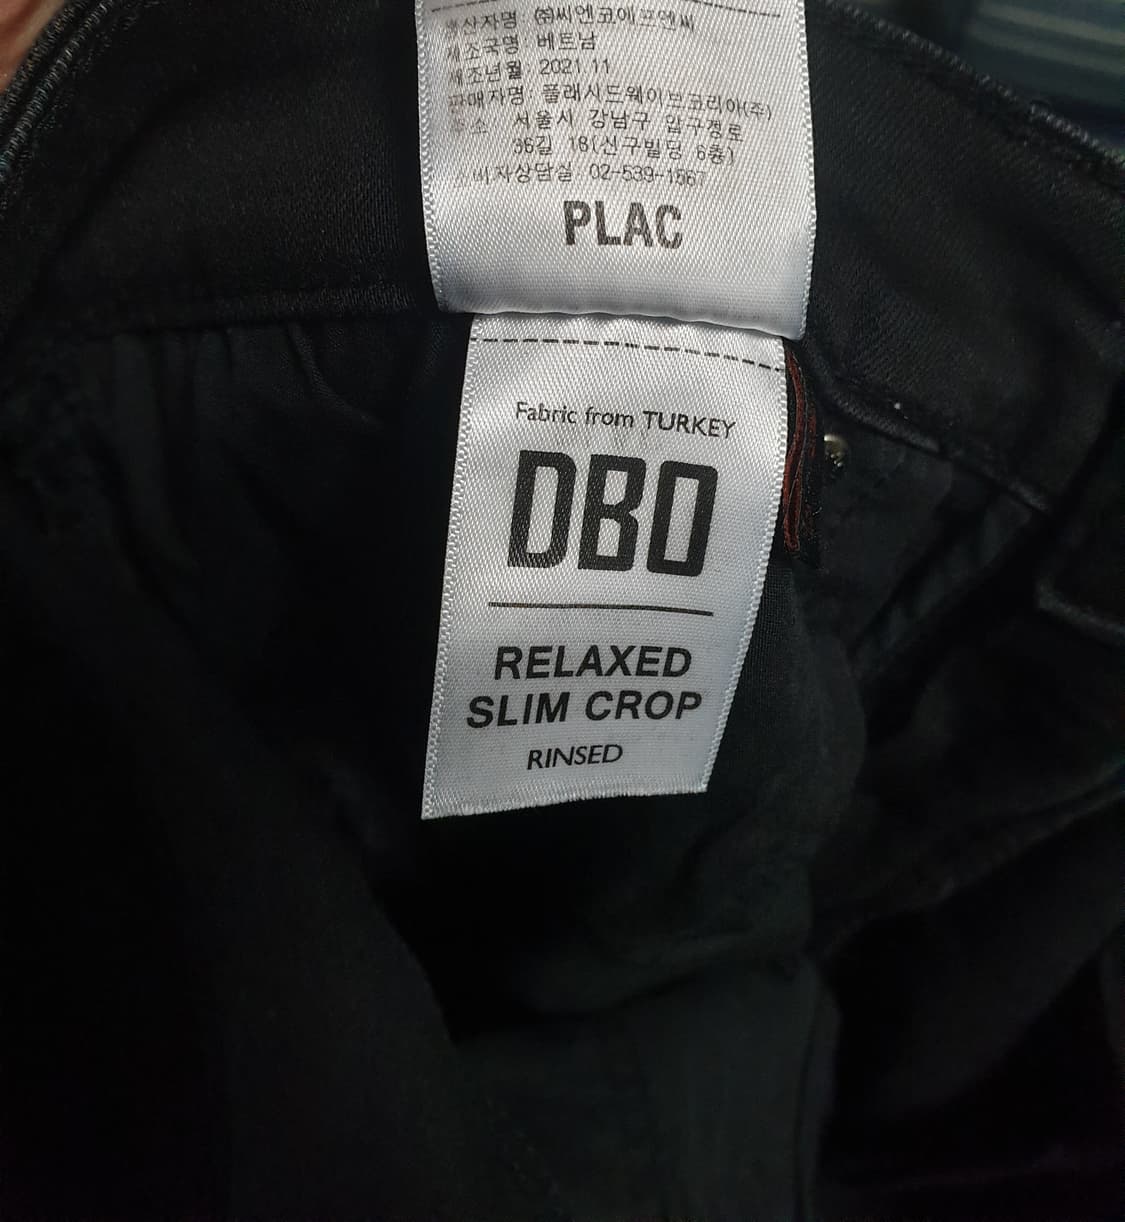 생산자명: ㈜씨엔코에프앤씨
제조국명: 베트남
제조년월 2021 11
판매자명: 플래시드웨이브코리아(주)
주소 서울시 강남구 압구정로
36길 18(신구빌딩 6층)
소비자상담실: 02-539-1567
PLAC
Fabric from TURKEY
DBO
RELAXED
SLIM CROP
RINSED